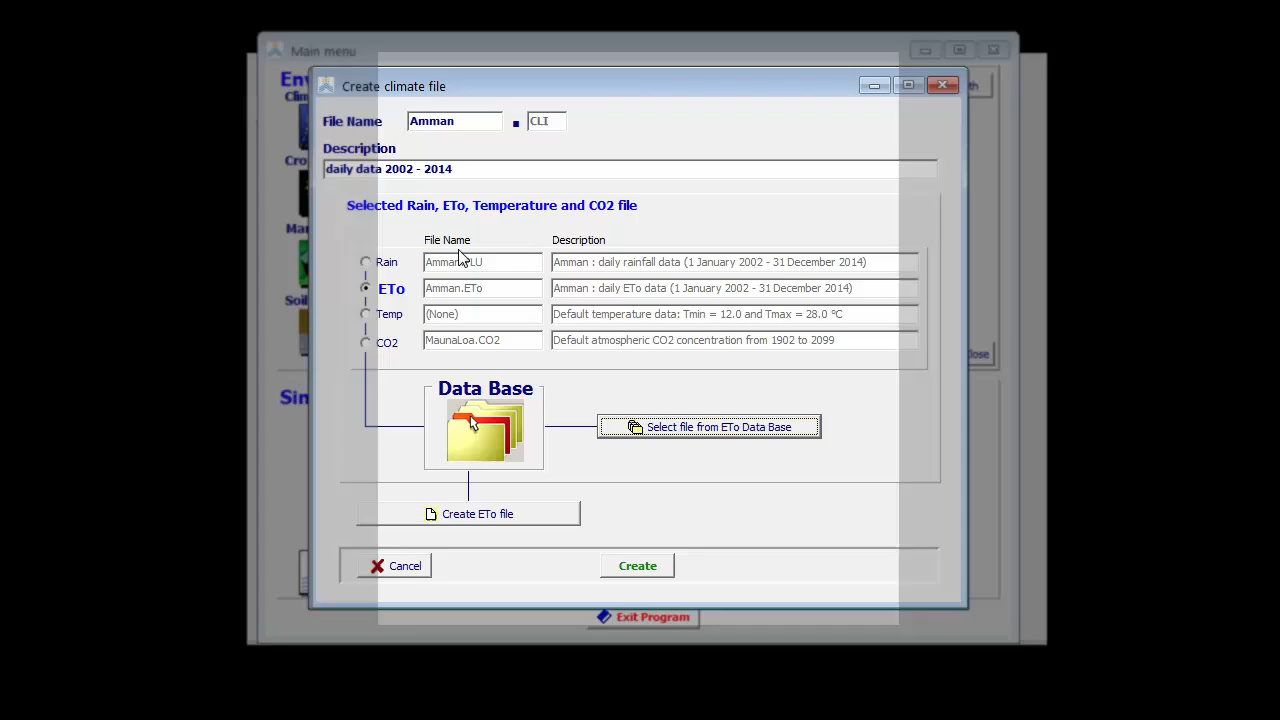 Main menu
Create climate file
File Name Amman . CLI
Description
daily data 2002 - 2014
Selected Rain, ETo, Temperature and CO2 file
File Name Description
Rain Amman : daily rainfall data (1 January 2002 - 31 December 2014)
ETo Amman.ETo Amman : daily ETo data (1 January 2002 - 31 December 2014)
Temp (None) Default temperature data: Tmin = 12.0 and Tmax = 28.0 °C
CO2 MaunaLoa.CO2 Default atmospheric CO2 concentration from 1902 to 2099
Data Base
Select file from ETo Data Base
Create ETo file
Cancel Create
Exit Program